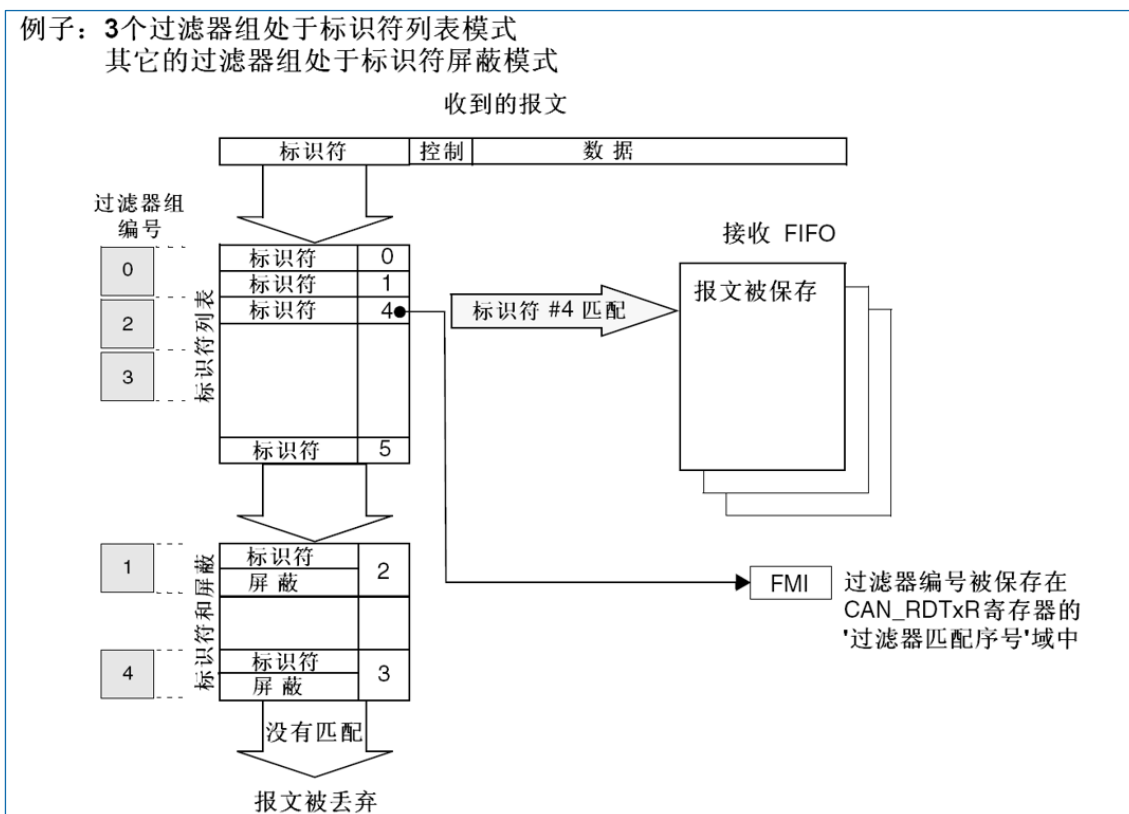 例子：3个过滤器组处于标识符列表模式
其它的过滤器组处于标识符屏蔽模式
收到的报文
标识符 控制 数据
过滤器组
编号
0
2
3
标识符列表
标识符 0
标识符 1
标识符 4
标识符 5
标识符 #4 匹配
接收 FIFO
报文被保存
1
4
标识符和屏蔽
标识符
屏蔽
2
标识符
屏蔽
3
FMI
过滤器编号被保存在
CAN_RDTxR寄存器的
'过滤器匹配序号'域中
没有匹配
报文被丢弃